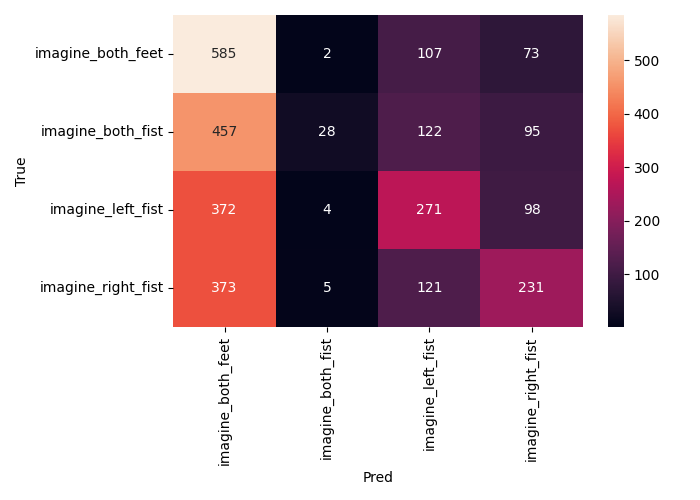 imagine_both_feet 585 2 107 73
imagine_both_fist 457 28 122 95
imagine_left_fist 372 4 271 98
imagine_right_fist 373 5 121 231
True
imagine_both_feet
imagine_both_fist
imagine_left_fist
imagine_right_fist
Pred
500
400
300
200
100